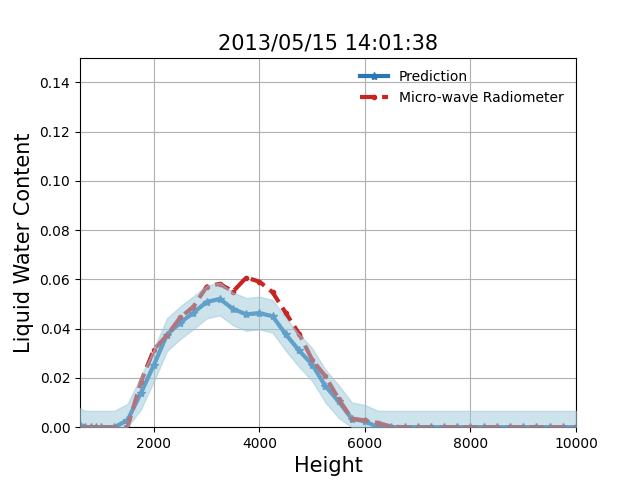 2013/05/15 14:01:38
Prediction
Micro-wave Radiometer
Liquid Water Content
0.14
0.12
0.10
0.08
0.06
0.04
0.02
0.00
2000 4000 6000 8000 10000
Height